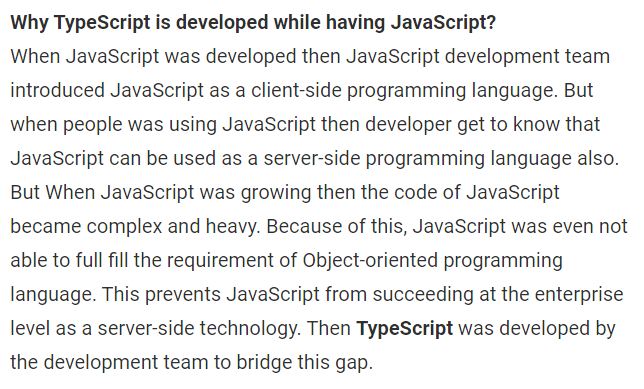 Why TypeScript is developed while having JavaScript?
When JavaScript was developed then JavaScript development team
introduced JavaScript as a client-side programming language. But
when people was using JavaScript then developer get to know that
JavaScript can be used as a server-side programming language also.
But When JavaScript was growing then the code of JavaScript
became complex and heavy. Because of this, JavaScript was even not
able to full fill the requirement of Object-oriented programming
language. This prevents JavaScript from succeeding at the enterprise
level as a server-side technology. Then TypeScript was developed by
the development team to bridge this gap.